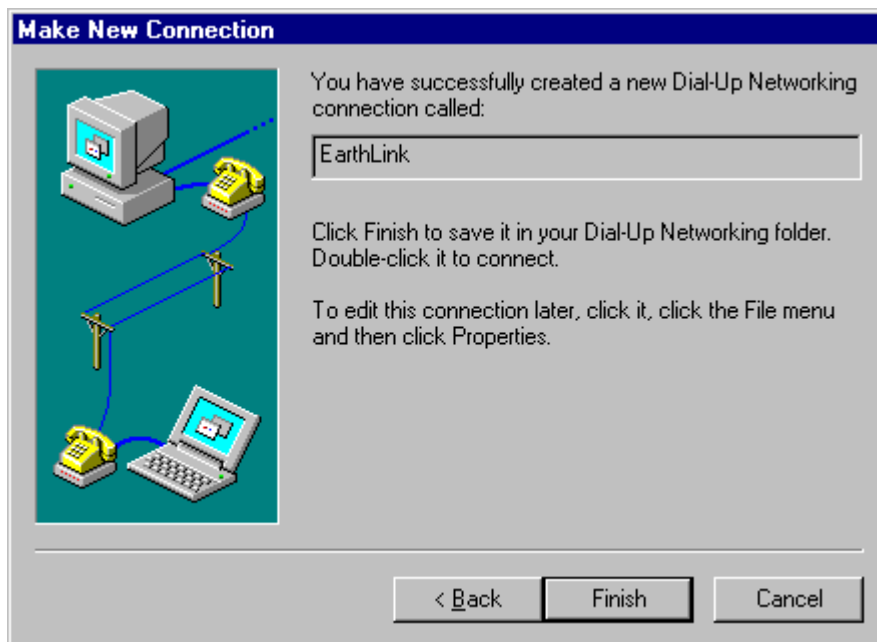 Make New Connection
You have successfully created a new Dial-Up Networking
connection called:
EarthLink
Click Finish to save it in your Dial-Up Networking folder.
Double-click it to connect.
To edit this connection later, click it, click the File menu
and then click Properties.
< Back
Finish
Cancel